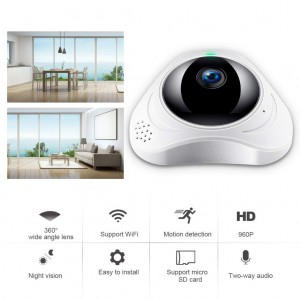 360°
wide angle lens
Support WiFi
Motion detection
HD
960P
Night vision
Easy to install
Support micro
SD card
Two-way audio